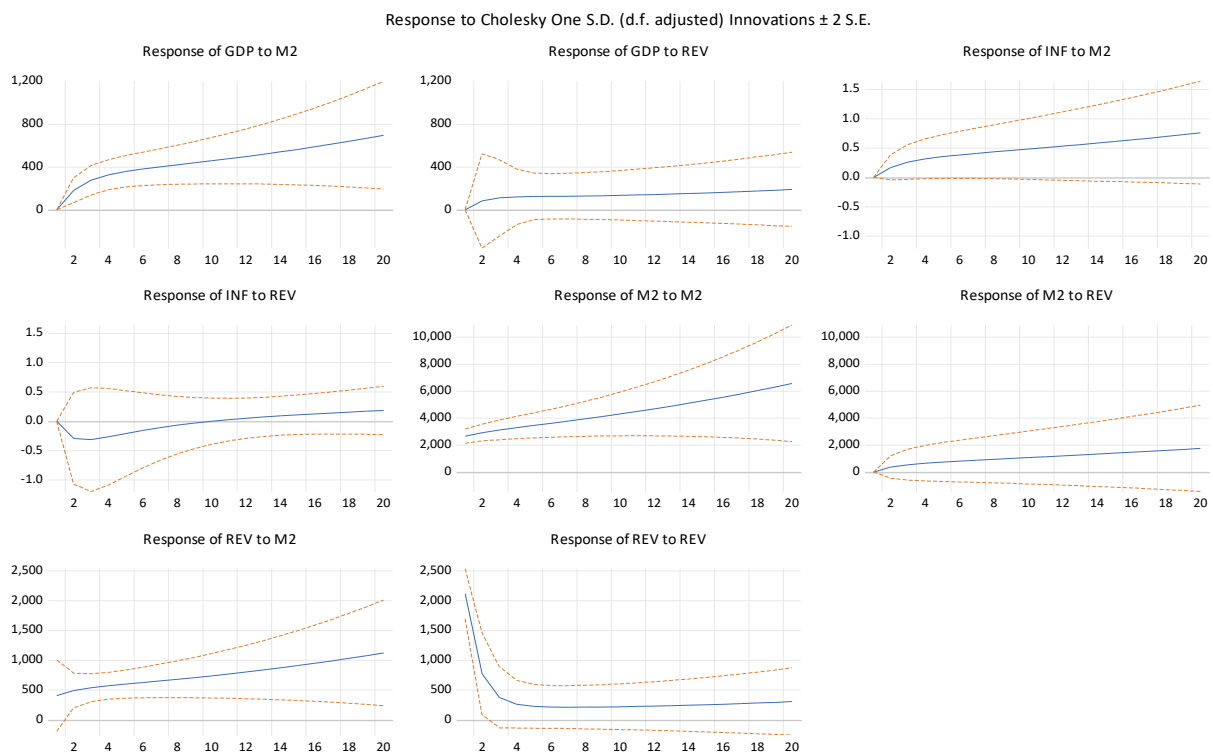 Response to Cholesky One S.D. (d.f. adjusted) Innovations ± 2 S.E.
Response of GDP to M2
1,200
800
400
0
2 4 6 8 10 12 14 16 18 20
Response of GDP to REV
1,200
800
400
0
2 4 6 8 10 12 14 16 18 20
Response of INF to M2
1.5
1.0
0.5
0.0
-0.5
-1.0
2 4 6 8 10 12 14 16 18 20
Response of INF to REV
1.5
1.0
0.5
0.0
-0.5
-1.0
2 4 6 8 10 12 14 16 18 20
Response of M2 to M2
10,000
8,000
6,000
4,000
2,000
0
2 4 6 8 10 12 14 16 18 20
Response of M2 to REV
10,000
8,000
6,000
4,000
2,000
0
2 4 6 8 10 12 14 16 18 20
Response of REV to M2
2,500
2,000
1,500
1,000
500
0
2 4 6 8 10 12 14 16 18 20
Response of REV to REV
2,500
2,000
1,500
1,000
500
0
2 4 6 8 10 12 14 16 18 20